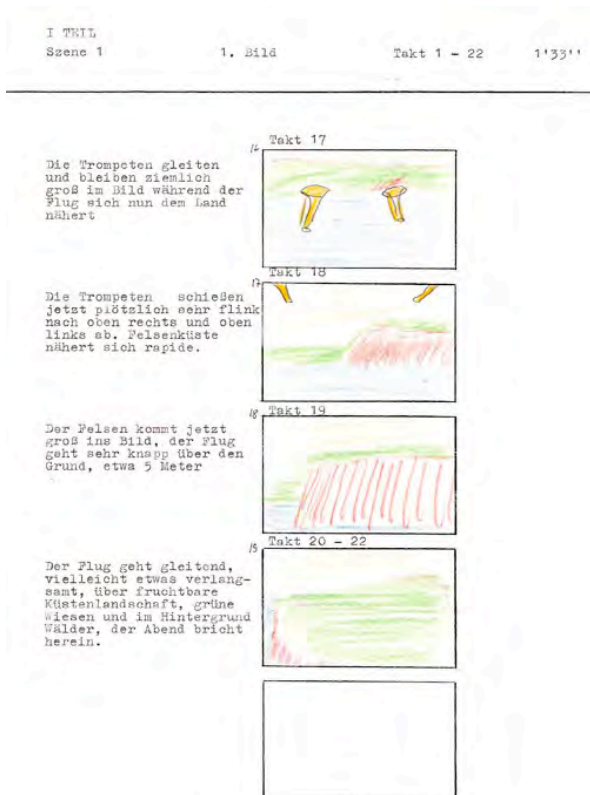 I TEIL
Szene 1 1. Bild Takt 1 - 22 1'33''
16 Takt 17
Die Trompeten gleiten
und bleiben ziemlich
groß im Bild während der
Flug sich nun dem Land
nähert
17 Takt 18
Die Trompeten schießen
jetzt plötzlich sehr flink
nach oben rechts und oben
links ab. Felsenküste
nähert sich rapide.
18 Takt 19
Der Felsen kommt jetzt
groß ins Bild, der Flug
geht sehr knapp über den
Grund, etwa 5 Meter
Takt 20 - 22
Der Flug geht gleitend,
vielleicht etwas verlang-
samt, über fruchtbare
Küstenlandschaft, grüne
Wiesen und im Hintergrund
Wälder, der Abend bricht
herein.